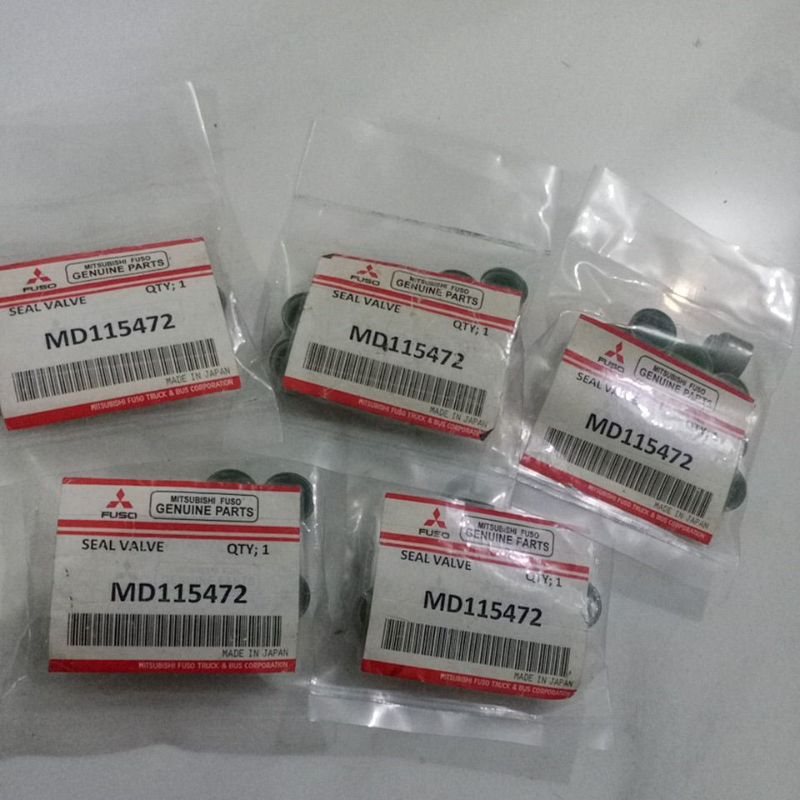 FUSO
MITSUBISHI FUSO
GENUINE PARTS
SEAL VALVE
QTY; 1
MD115472
MADE IN JAPAN
MITSUBISHI FUSO TRUCK & BUS CORPORATION
FUSO
MITSUBISHI FUSO
GENUINE PARTS
SEAL VALVE
QTY; 1
MD115472
MADE IN JAPAN
MITSUBISHI FUSO TRUCK & BUS CORPORATION
FUSO
MITSUBISHI FUSO
GENUINE PARTS
SEAL VALVE
QTY;
MD115472
MADE IN JAPAN
MITSUBISHI FUSO TRUCK & BUS CORPORATION
FUSO
MITSUBISHI FUSO
GENUINE PARTS
SEAL VALVE
QTY; 1
MD115472
MADE IN JAPAN
MITSUBISHI FUSO TRUCK & BUS CORPORATION
FUSO
MITSUBISHI FUSO
GENUINE PARTS
SEAL VALVE
QTY; 1
MD115472
MADE IN JAPAN
MITSUBISHI FUSO TRUCK & BUS CORPORATION